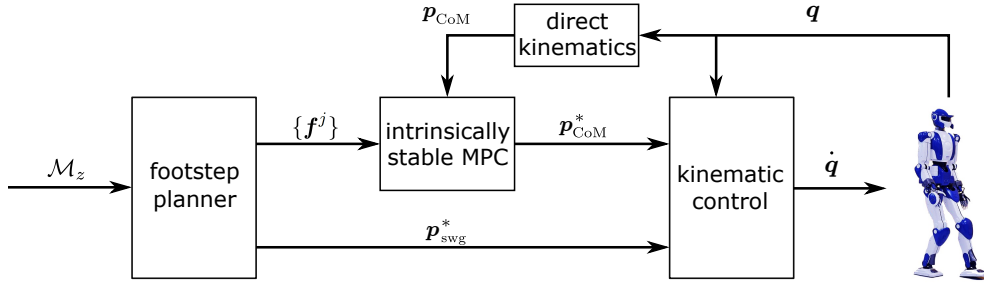 p_CoM
direct
kinematics
q
{f^j}
intrinsically
stable MPC
p*_CoM
M_z
footstep
planner
kinematic
control
q̇
p*_swg